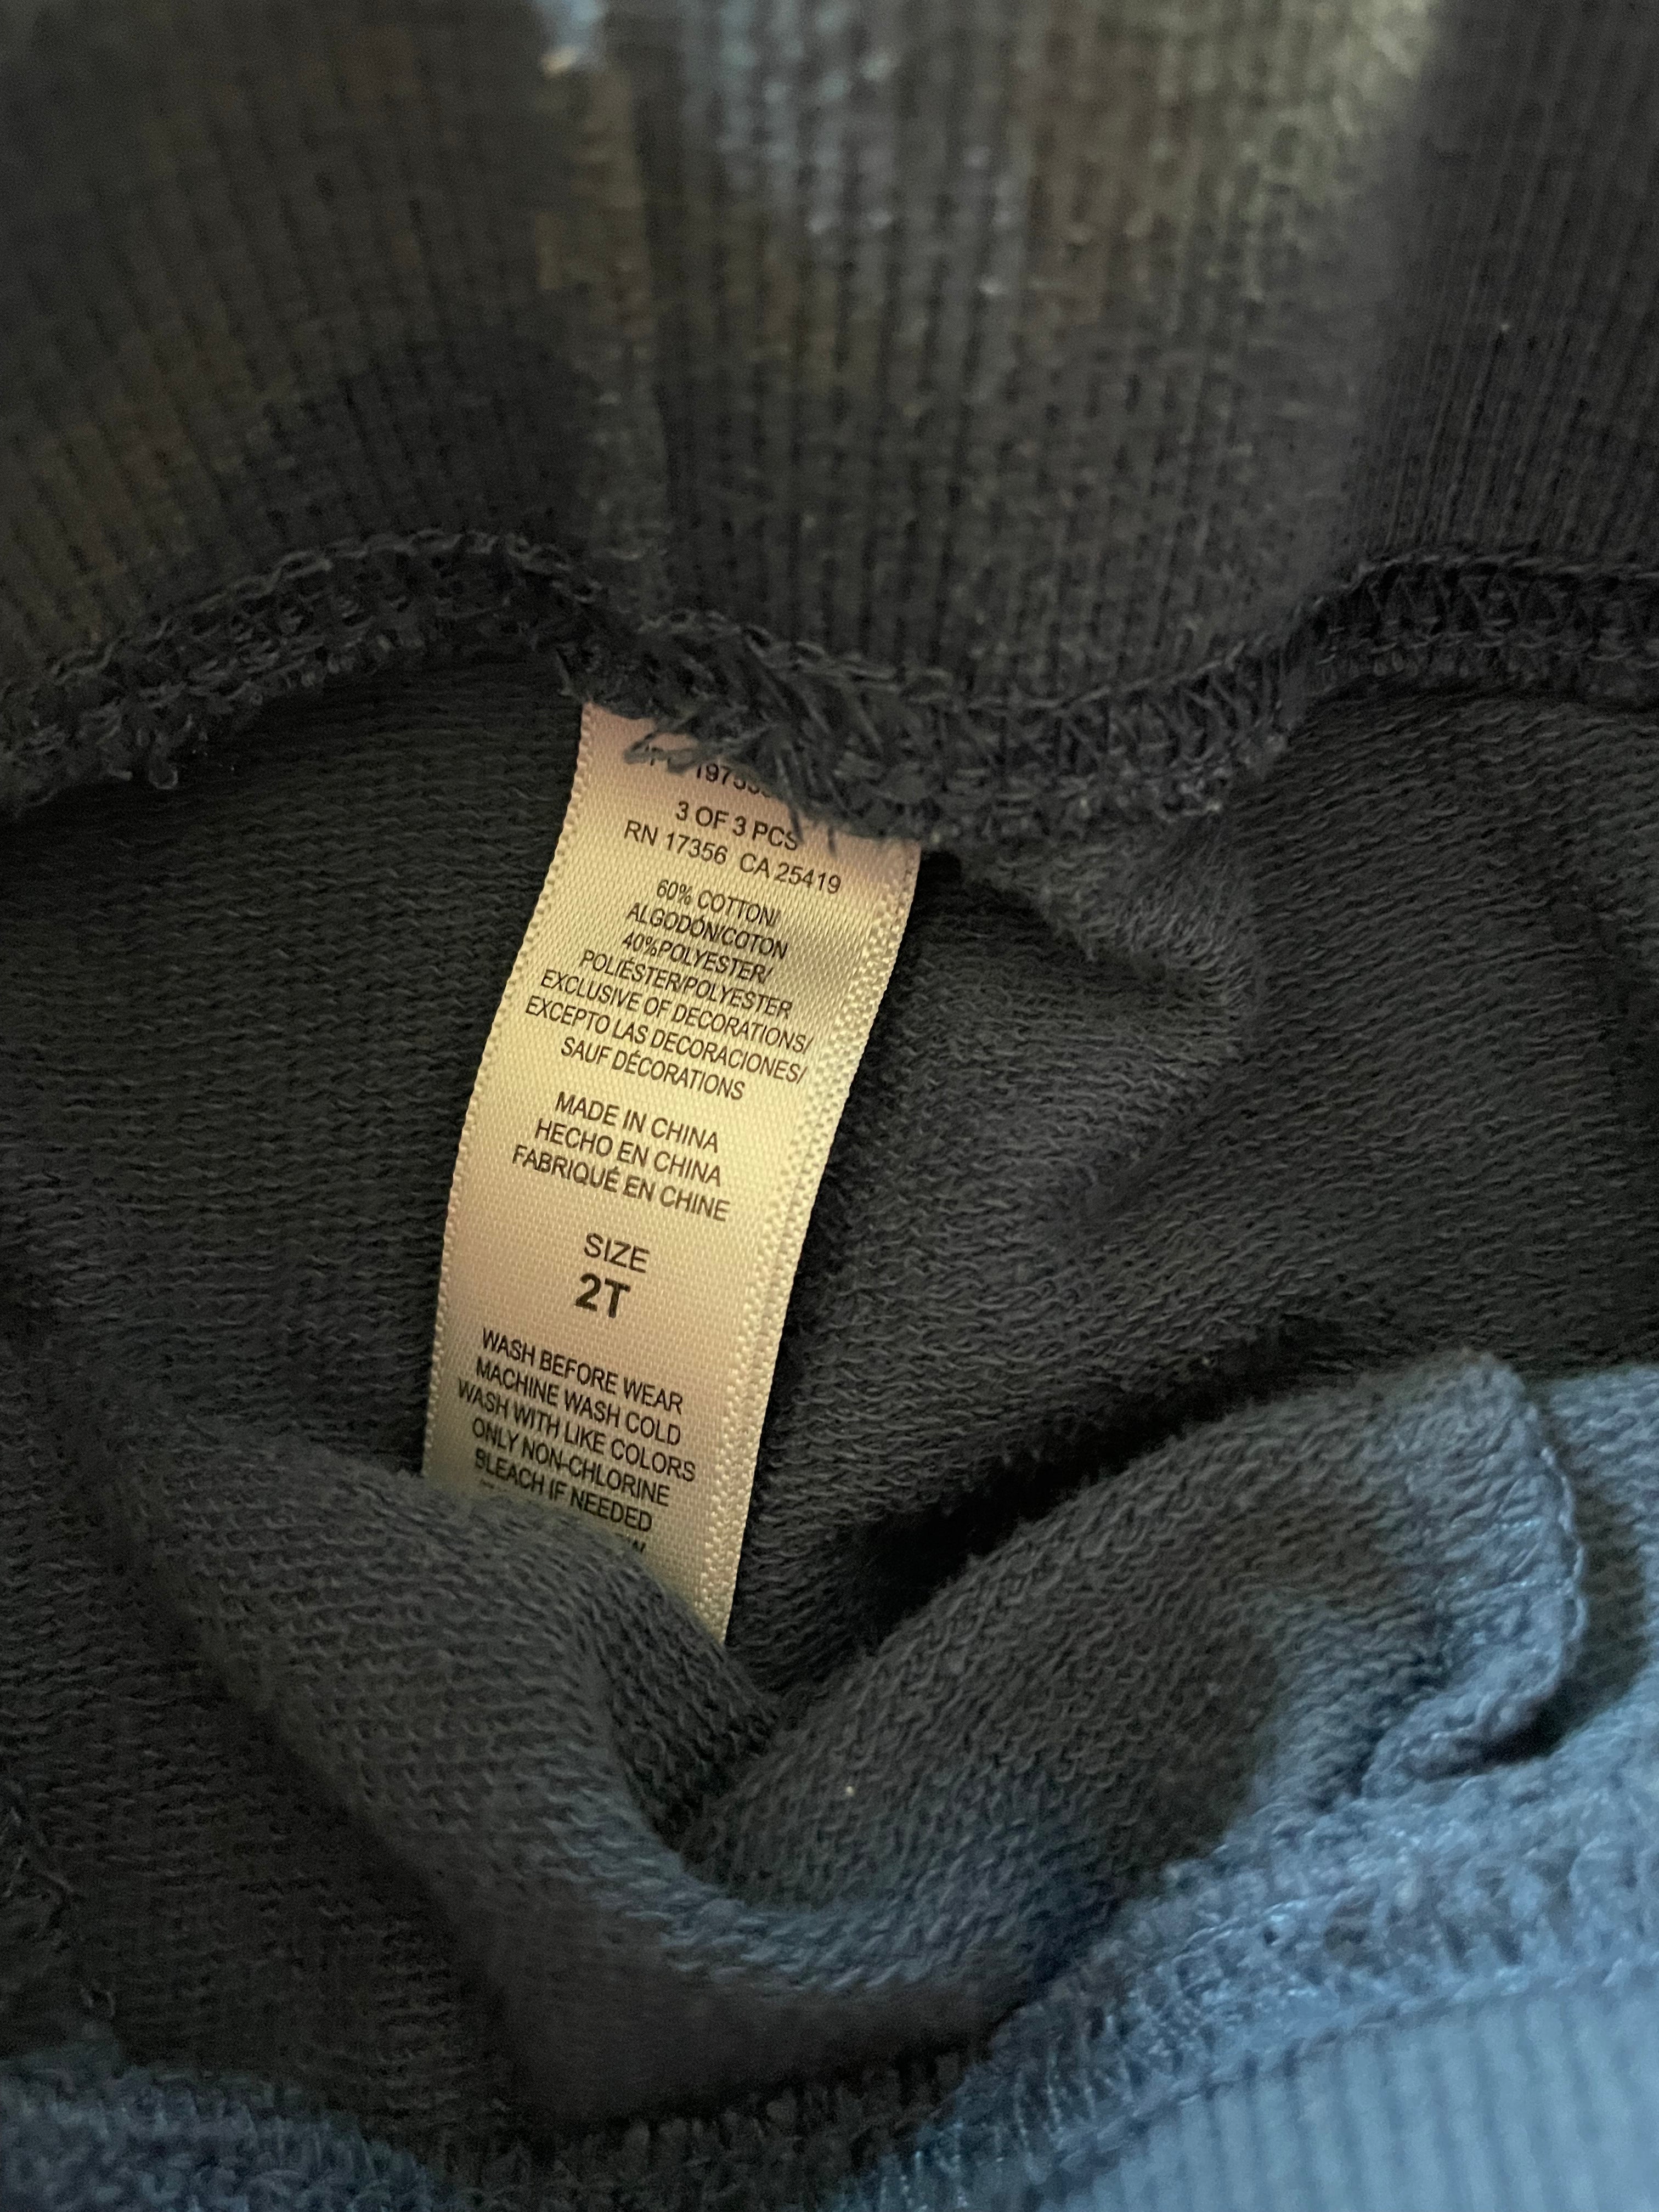 3 OF 3 PCS
RN 17356 CA 25419
60% COTTON/
ALGODÓN/COTON
40%POLYESTER/
POLIÉSTER/POLYESTER
EXCLUSIVE OF DECORATIONS/
EXCEPTO LAS DECORACIONES/
SAUF DÉCORATIONS
MADE IN CHINA
HECHO EN CHINA
FABRIQUÉ EN CHINE
SIZE
2T
WASH BEFORE WEAR
MACHINE WASH COLD
WASH WITH LIKE COLORS
ONLY NON-CHLORINE
BLEACH IF NEEDED